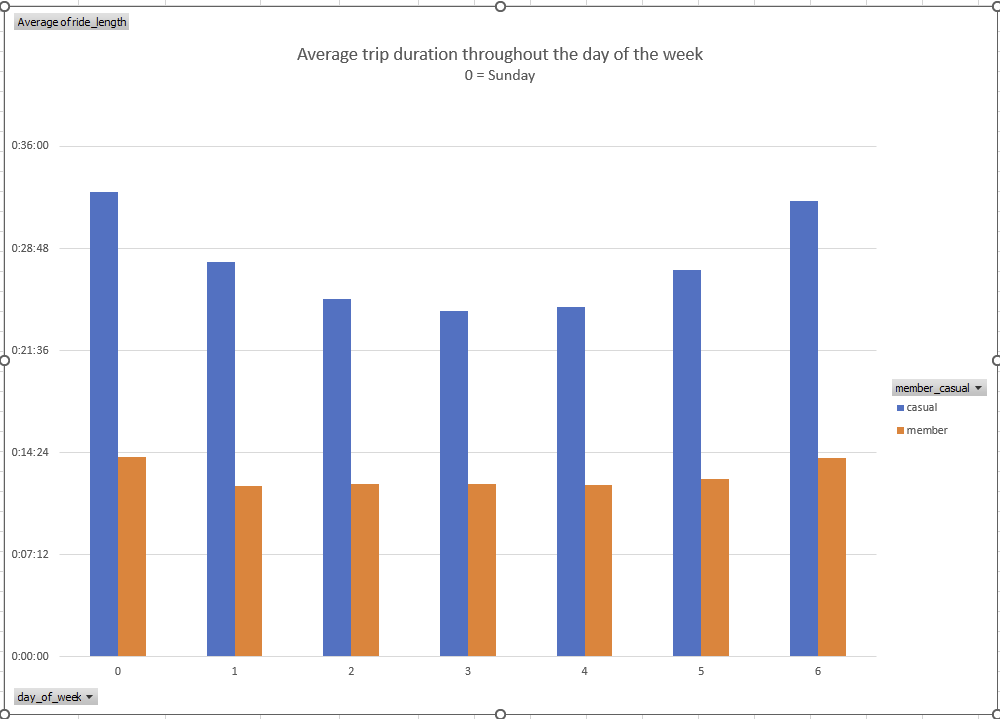 Average of ride_length
Average trip duration throughout the day of the week
0 = Sunday
0:36:00
0:28:48
0:21:36
0:14:24
0:07:12
0:00:00
0 1 2 3 4 5 6
member_casual
casual
member
day_of_week